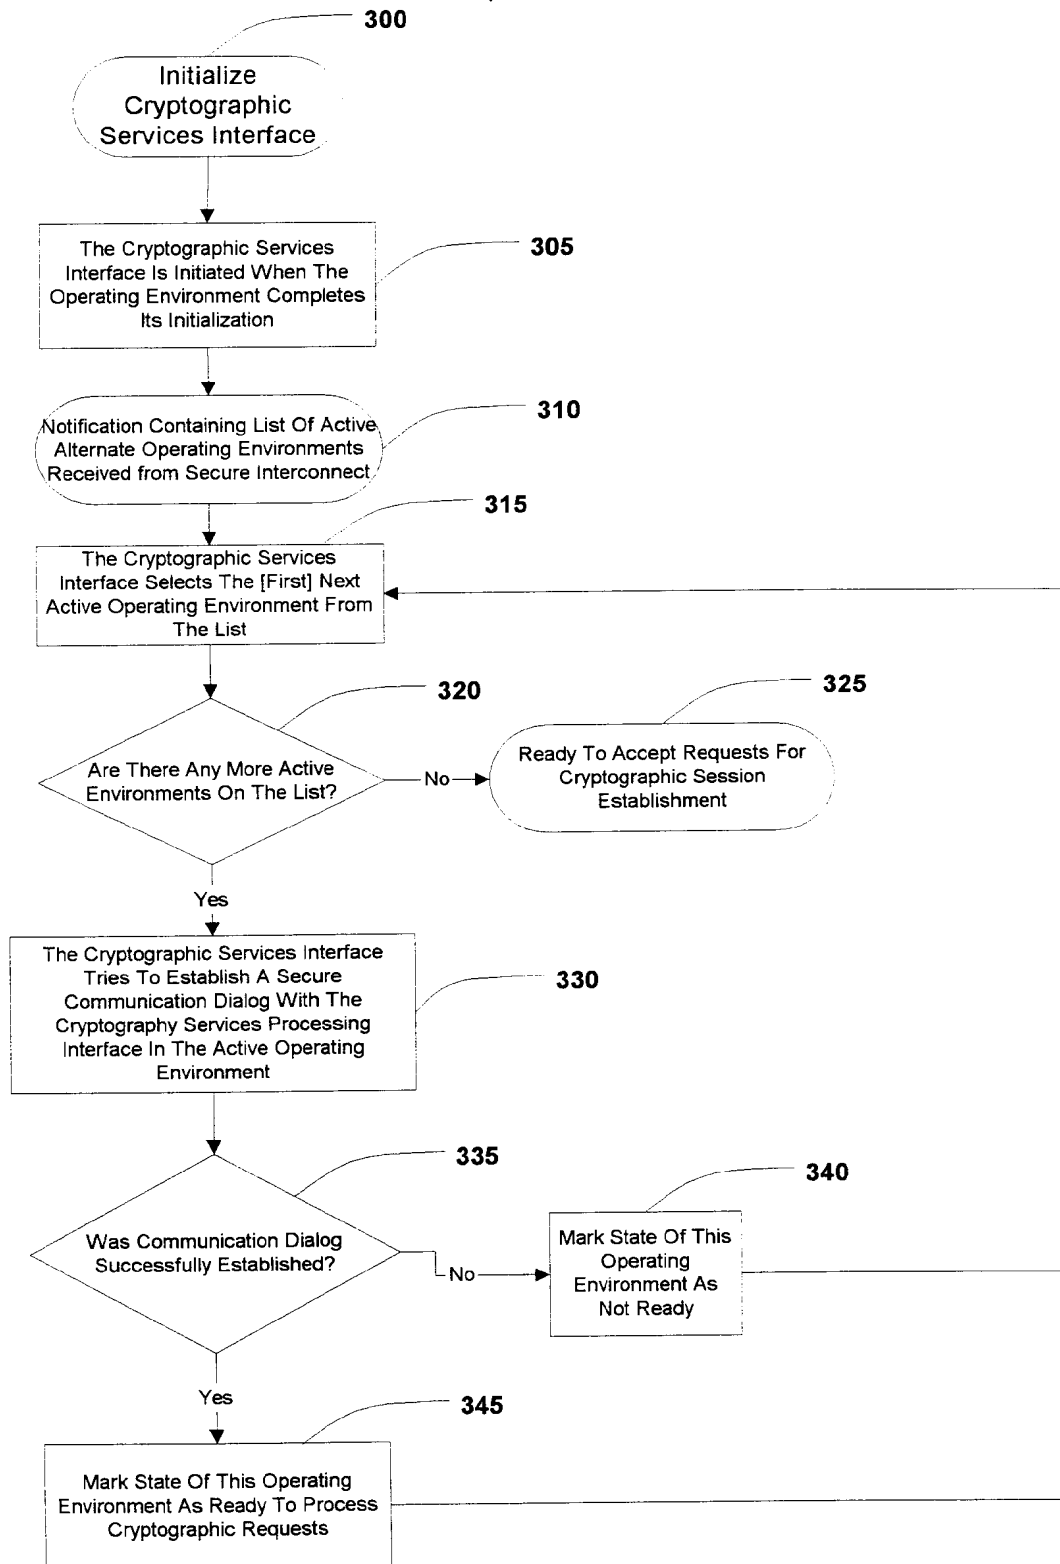 300
Initialize
Cryptographic
Services Interface
305
The Cryptographic Services
Interface Is Initiated When The
Operating Environment Completes
Its Initialization
310
Notification Containing List Of Active
Alternate Operating Environments
Received from Secure Interconnect
315
The Cryptographic Services
Interface Selects The [First] Next
Active Operating Environment From
The List
320
Are There Any More Active
Environments On The List?
No
325
Ready To Accept Requests For
Cryptographic Session
Establishment
Yes
The Cryptographic Services Interface
Tries To Establish A Secure
Communication Dialog With The
Cryptography Services Processing
Interface In The Active Operating
Environment
330
335
Was Communication Dialog
Successfully Established?
No
340
Mark State Of This
Operating
Environment As
Not Ready
Yes
345
Mark State Of This Operating
Environment As Ready To Process
Cryptographic Requests